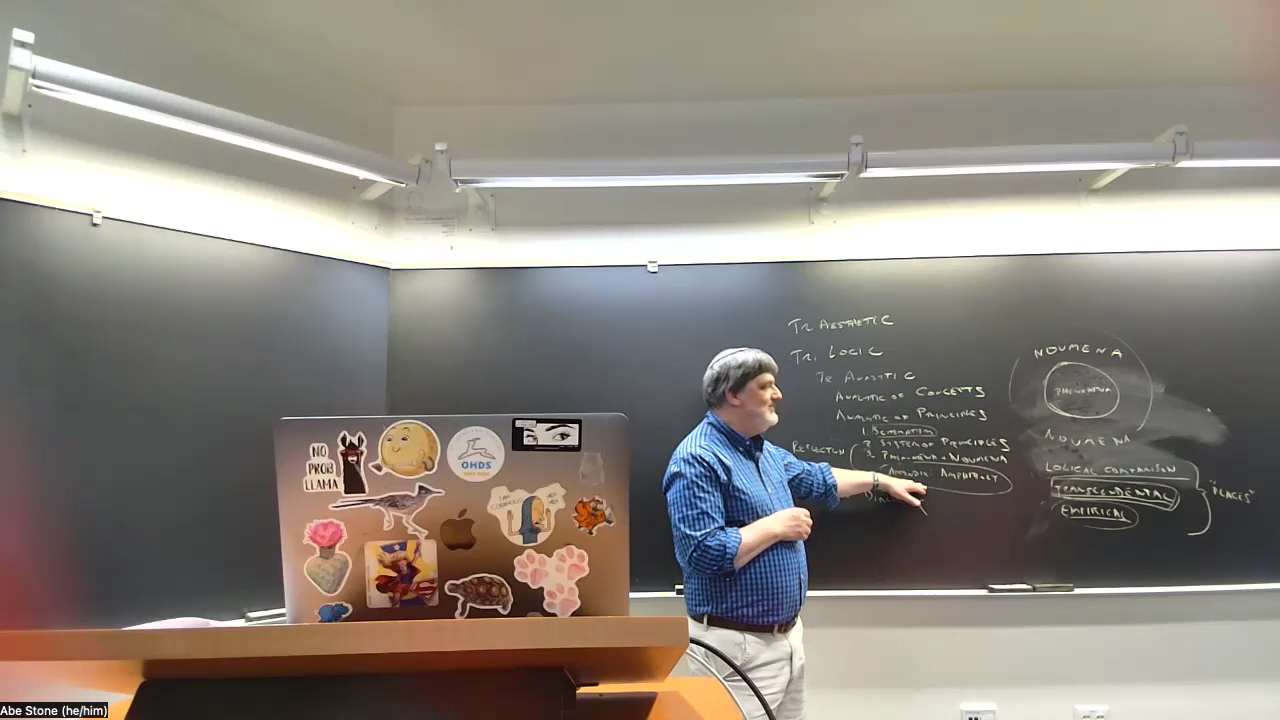 TR AESTHETIC
TR. LOGIC
TR ANALYTIC
ANALYTIC OF CONCEPTS
ANALYTIC OF PRINCIPLES
1. SCHEMATISM
REFLECTION
2. SYSTEM OF PRINCIPLES
3. PHENOMENA + NOUMENA
APPENDIX: AMPHIBOLY
NOUMENA
PHENOMENA
NOUMENA
LOGICAL COMPARISON
TRANSCENDENTAL
EMPIRICAL
"PLACES"
NO
PROB
LLAMA
OHDS
I AM
CORNHOLIO
Abe Stone (he/him)